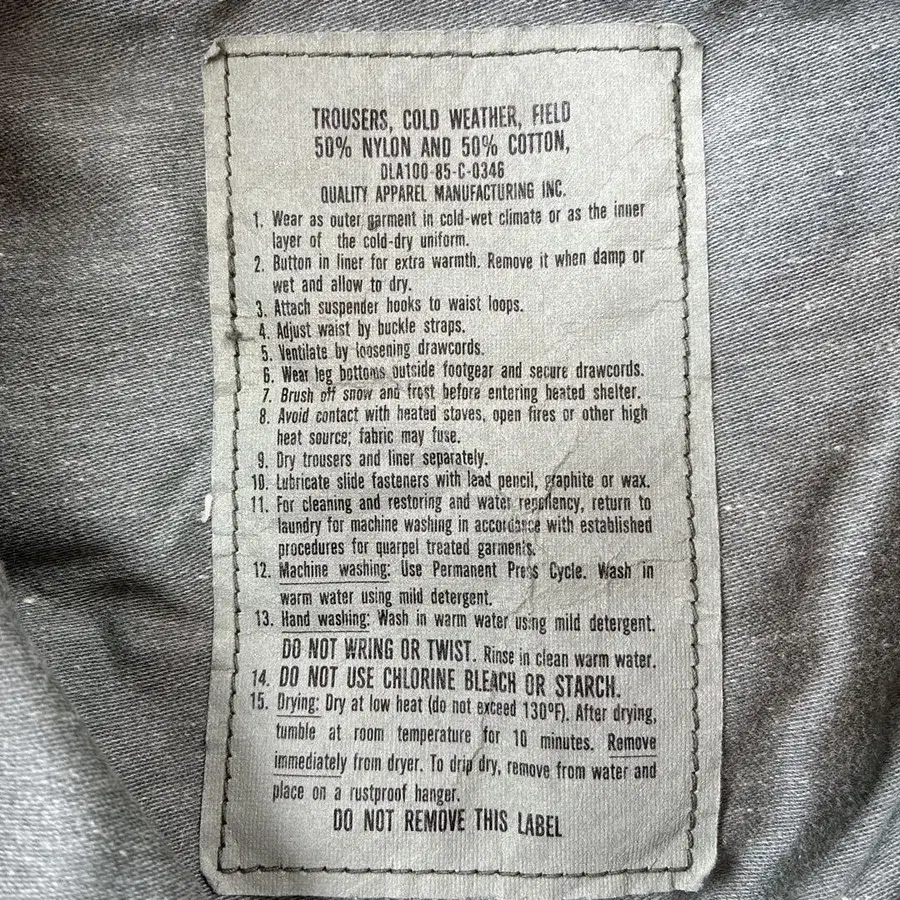 TROUSERS, COLD WEATHER, FIELD
50% NYLON AND 50% COTTON,
DLA100-85-C-0346
QUALITY APPAREL MANUFACTURING INC.
1. Wear as outer garment in cold-wet climate or as the inner
layer of the cold-dry uniform.
2. Button in liner for extra warmth. Remove it when damp or
wet and allow to dry.
3. Attach suspender hooks to waist loops.
4. Adjust waist by buckle straps.
5. Ventilate by loosening drawcords.
6. Wear leg bottoms outside footgear and secure drawcords.
7. Brush off snow and frost before entering heated shelter.
8. Avoid contact with heated stoves, open fires or other high
heat source; fabric may fuse.
9. Dry trousers and liner separately.
10. Lubricate slide fasteners with lead pencil, graphite or wax.
11. For cleaning and restoring and water repellency, return to
laundry for machine washing in accordance with established
procedures for quarpel treated garments.
12. Machine washing: Use Permanent Press Cycle. Wash in
warm water using mild detergent.
13. Hand washing: Wash in warm water using mild detergent.
DO NOT WRING OR TWIST. Rinse in clean warm water.
14. DO NOT USE CHLORINE BLEACH OR STARCH.
15. Drying: Dry at low heat (do not exceed 130°F). After drying,
tumble at room temperature for 10 minutes. Remove
immediately from dryer. To drip dry, remove from water and
place on a rustproof hanger.
DO NOT REMOVE THIS LABEL